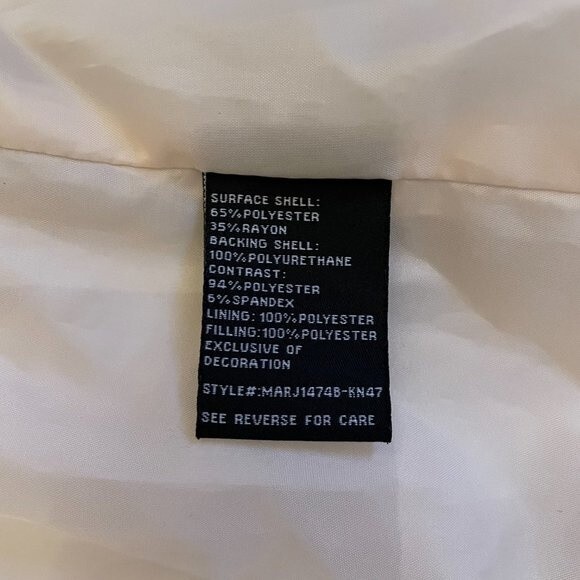 SURFACE SHELL:
65%POLYESTER
35%RAYON
BACKING SHELL:
100%POLYURETHANE
CONTRAST:
94%POLYESTER
6%SPANDEX
LINING: 100%POLYESTER
FILLING:100%POLYESTER
EXCLUSIVE OF
DECORATION
STYLE#:MARJ1474B-KN47
SEE REVERSE FOR CARE